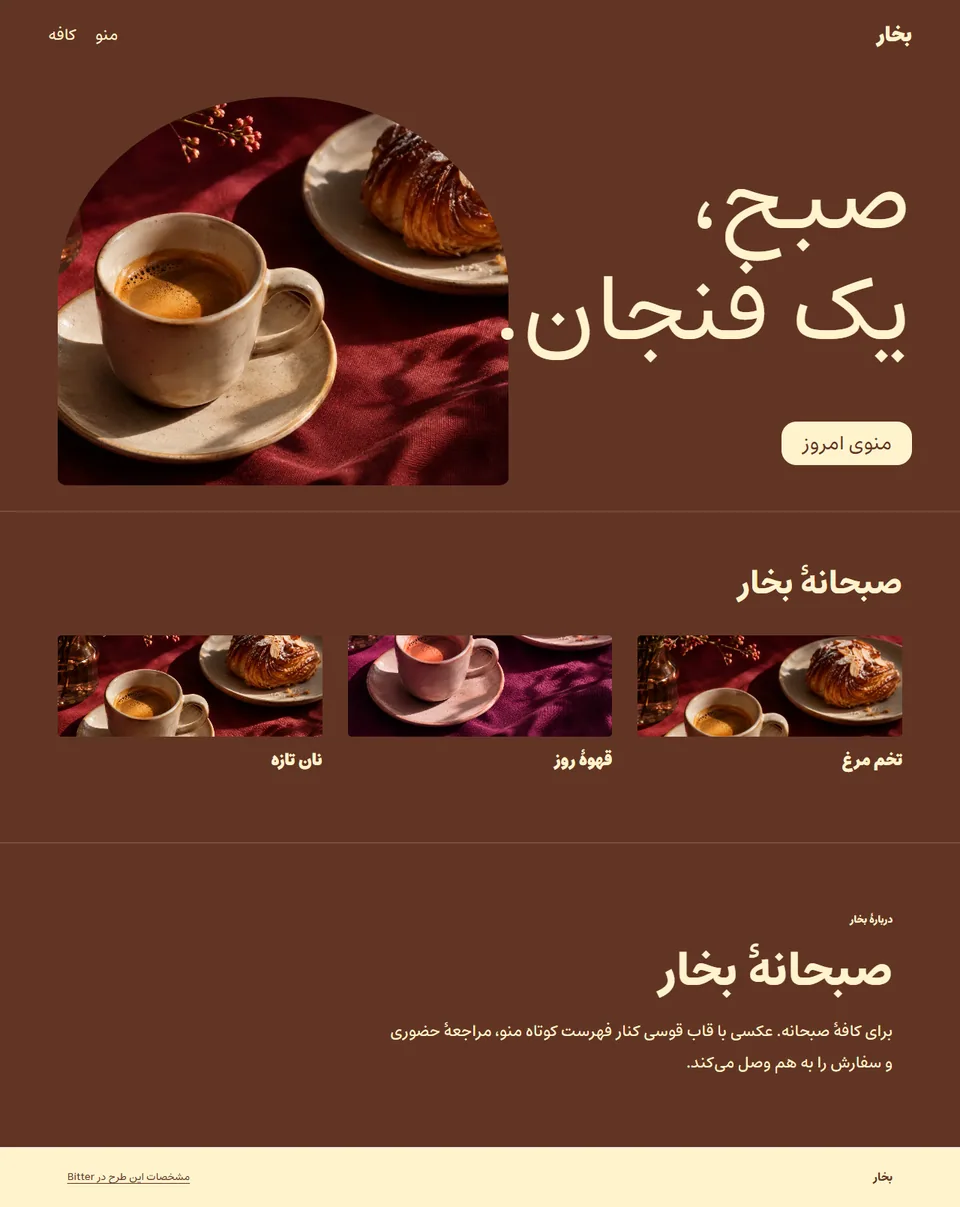 بخار
منو
کافه
صبح،
یک فنجان.
منوی امروز
صبحانهٔ بخار
تخم مرغ
قهوهٔ روز
نان تازه
دربارهٔ بخار
صبحانهٔ بخار
برای کافهٔ صبحانه. عکسی با قاب قوسی کنار فهرست کوتاه منو، مراجعهٔ حضوری
و سفارش را به هم وصل می‌کند.
بخار
مشخصات این طرح در Bitter